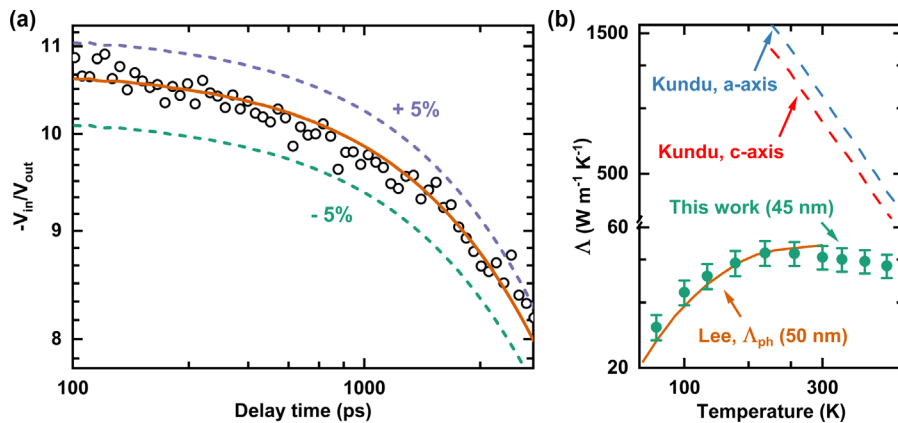 (a)
11
10
9
8
-V_in/V_out
+ 5%
- 5%
100
1000
Delay time (ps)
(b)
1500
500
60
20
Λ (W m⁻¹ K⁻¹)
Kundu, a-axis
Kundu, c-axis
This work (45 nm)
Lee, Λ_ph (50 nm)
100
300
Temperature (K)